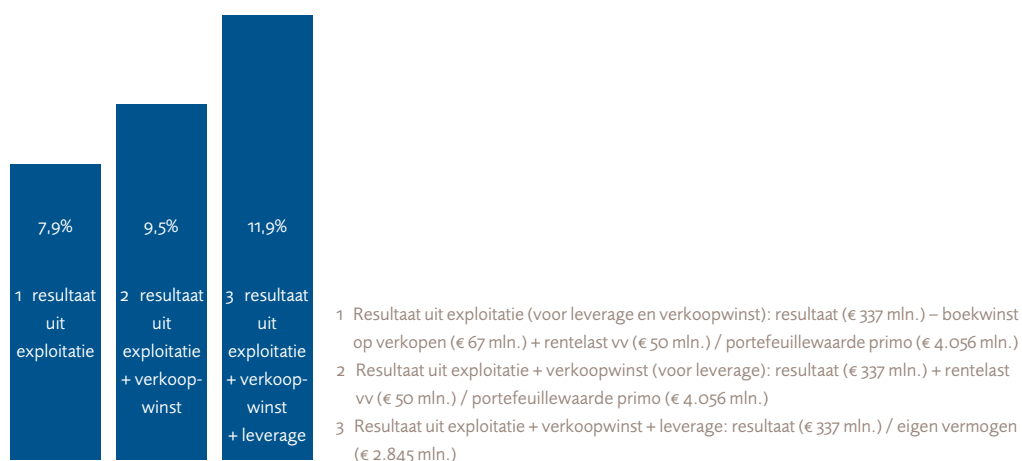 7,9%
9,5%
11,9%
1 resultaat
uit
exploitatie
2 resultaat
uit
exploitatie
+ verkoop-
winst
3 resultaat
uit
exploitatie
+ verkoop-
winst
+ leverage
1 Resultaat uit exploitatie (voor leverage en verkoopwinst): resultaat (€ 337 mln.) – boekwinst
op verkopen (€ 67 mln.) + rentelast vv (€ 50 mln.) / portefeuillewaarde primo (€ 4.056 mln.)
2 Resultaat uit exploitatie + verkoopwinst (voor leverage): resultaat (€ 337 mln.) + rentelast
vv (€ 50 mln.) / portefeuillewaarde primo (€ 4.056 mln.)
3 Resultaat uit exploitatie + verkoopwinst + leverage: resultaat (€ 337 mln.) / eigen vermogen
(€ 2.845 mln.)